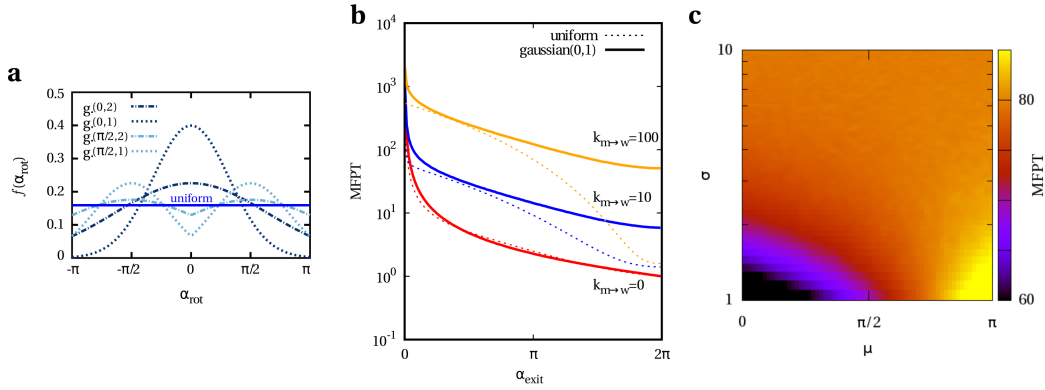 a
0.5
0.4
0.3
0.2
0.1
0
f(α_rot)
g.(0,2)
g.(0,1)
g.(π/2,2)
g.(π/2,1)
uniform
-π -π/2 0 π/2 π
α_rot
b
10^4
10^3
10^2
10^1
10^0
10^-1
MFPT
uniform
gaussian(0,1)
k_m→w=100
k_m→w=10
k_m→w=0
0 π 2π
α_exit
c
10
1
σ
0 π/2 π
μ
80
60
MFPT